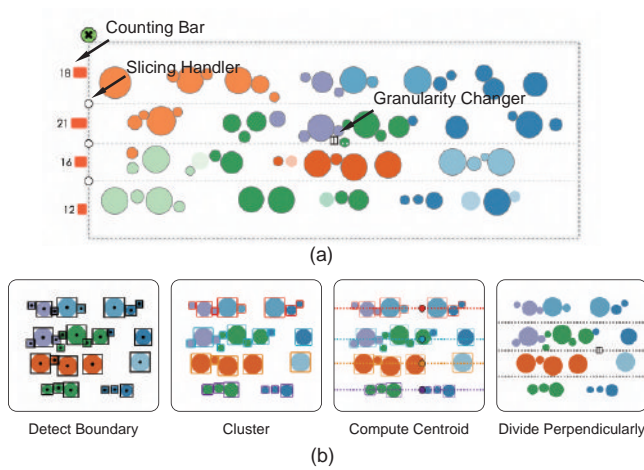 Counting Bar
18
Slicing Handler
Granularity Changer
21
16
12
(a)
Detect Boundary
Cluster
Compute Centroid
Divide Perpendicularly
(b)